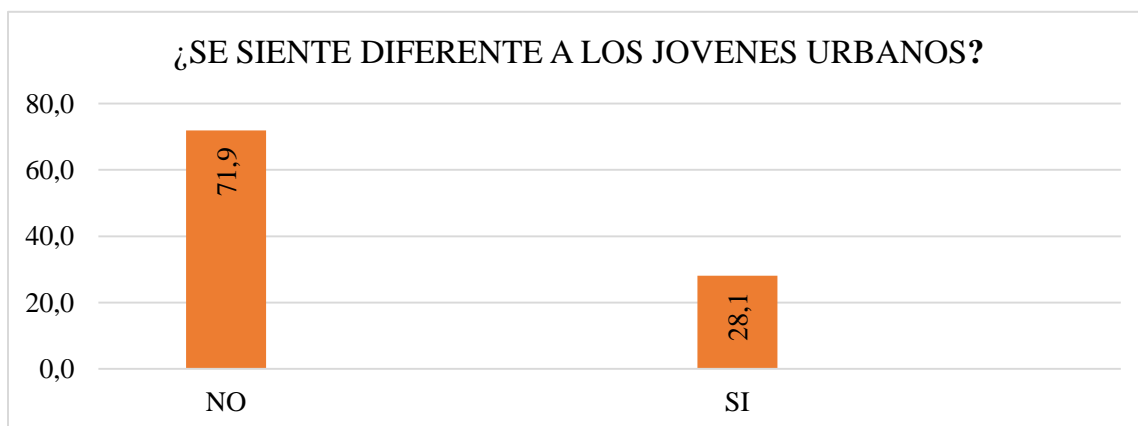 ¿SE SIENTE DIFERENTE A LOS JOVENES URBANOS?
80,0
60,0
40,0
20,0
0,0
71,9
28,1
NO
SI